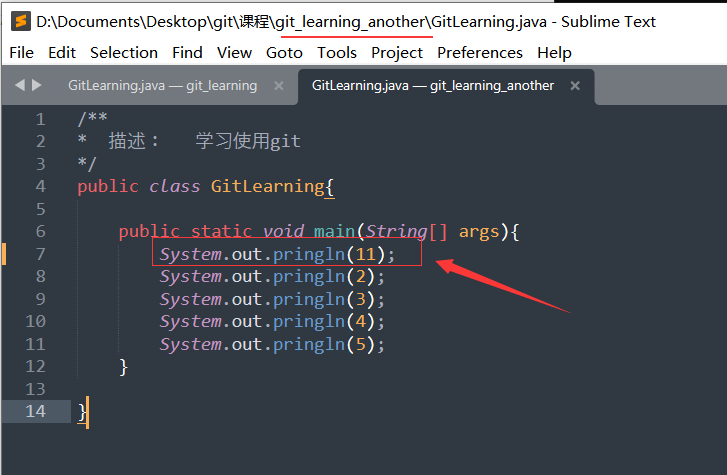 D:\Documents\Desktop\git\课程\git_learning_another\GitLearning.java - Sublime Text
File Edit Selection Find View Goto Tools Project Preferences Help
GitLearning.java — git_learning × GitLearning.java — git_learning_another ×
1 /**
2 * 描述： 学习使用git
3 */
4 public class GitLearning{
5
6 public static void main(String[] args){
7 System.out.pringln(11);
8 System.out.pringln(2);
9 System.out.pringln(3);
10 System.out.pringln(4);
11 System.out.pringln(5);
12 }
13
14 }